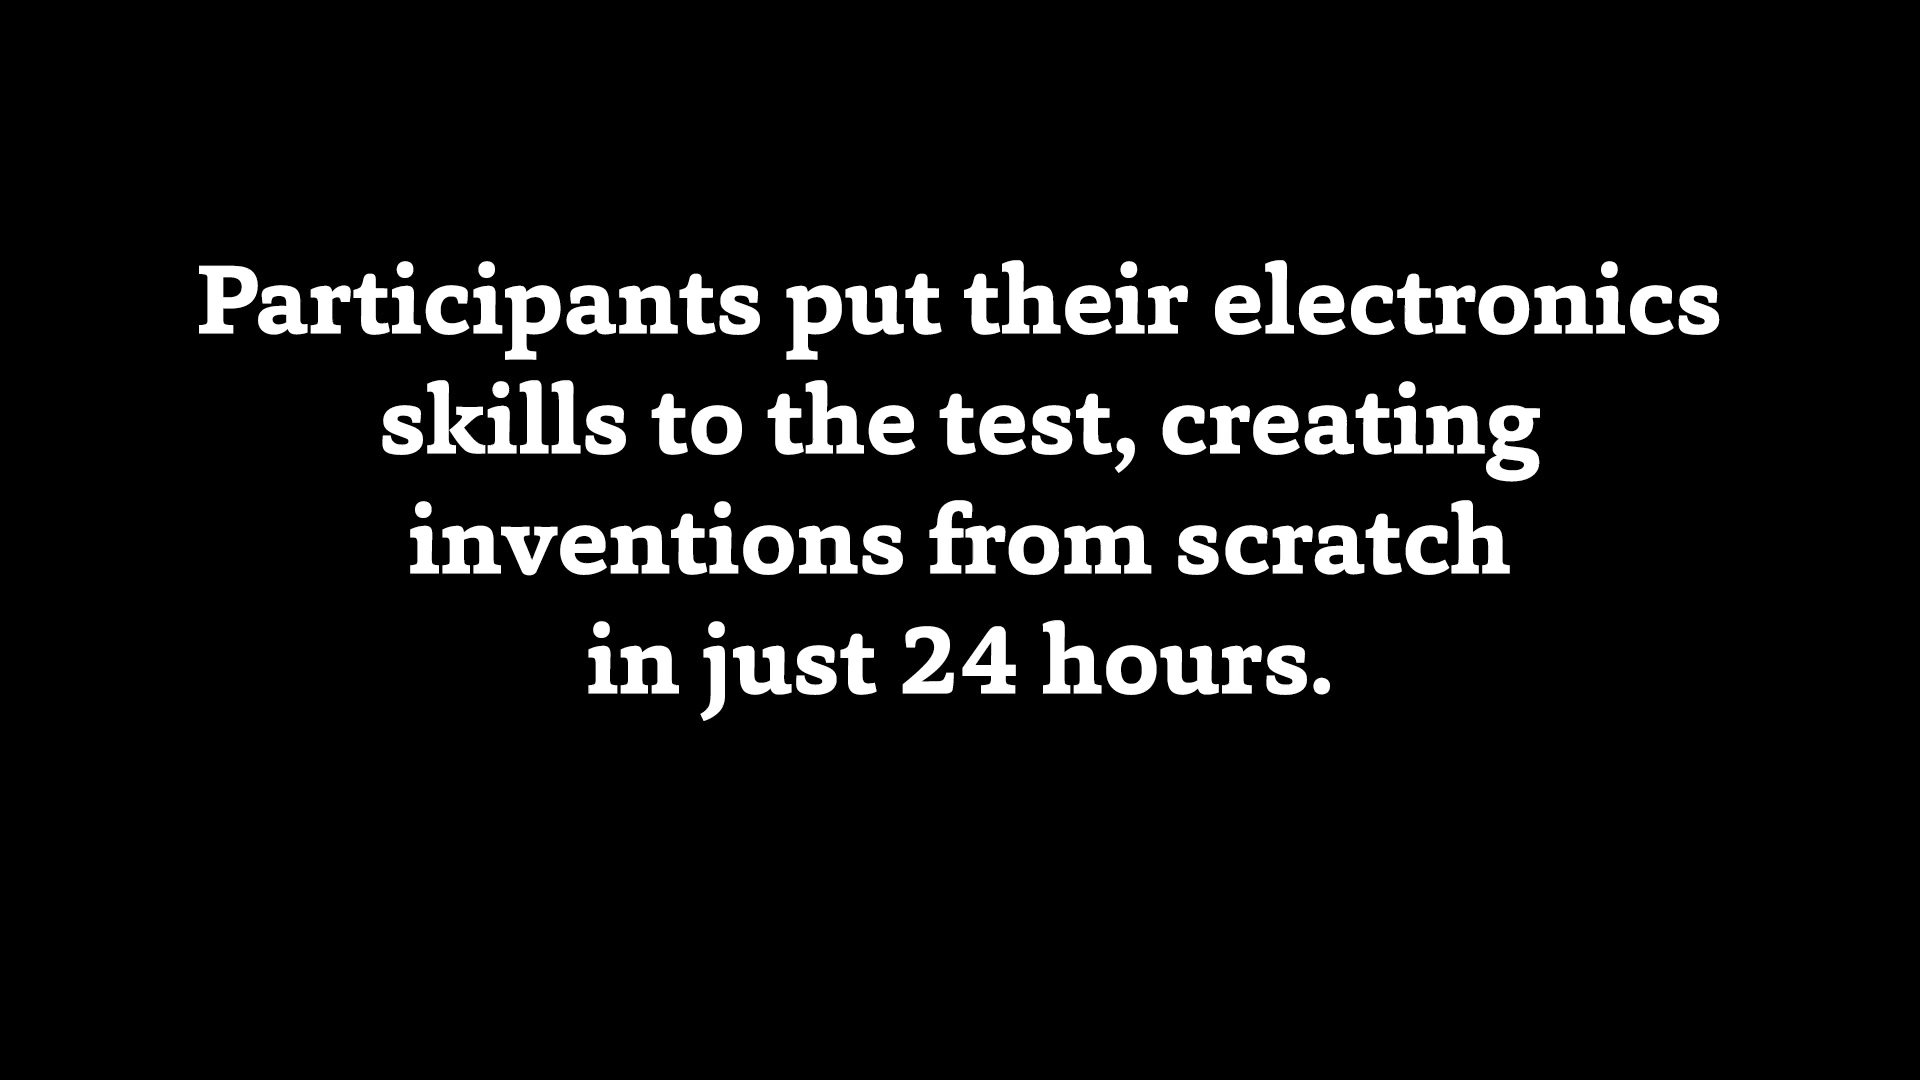 Participants put their electronics
skills to the test, creating
inventions from scratch
in just 24 hours.